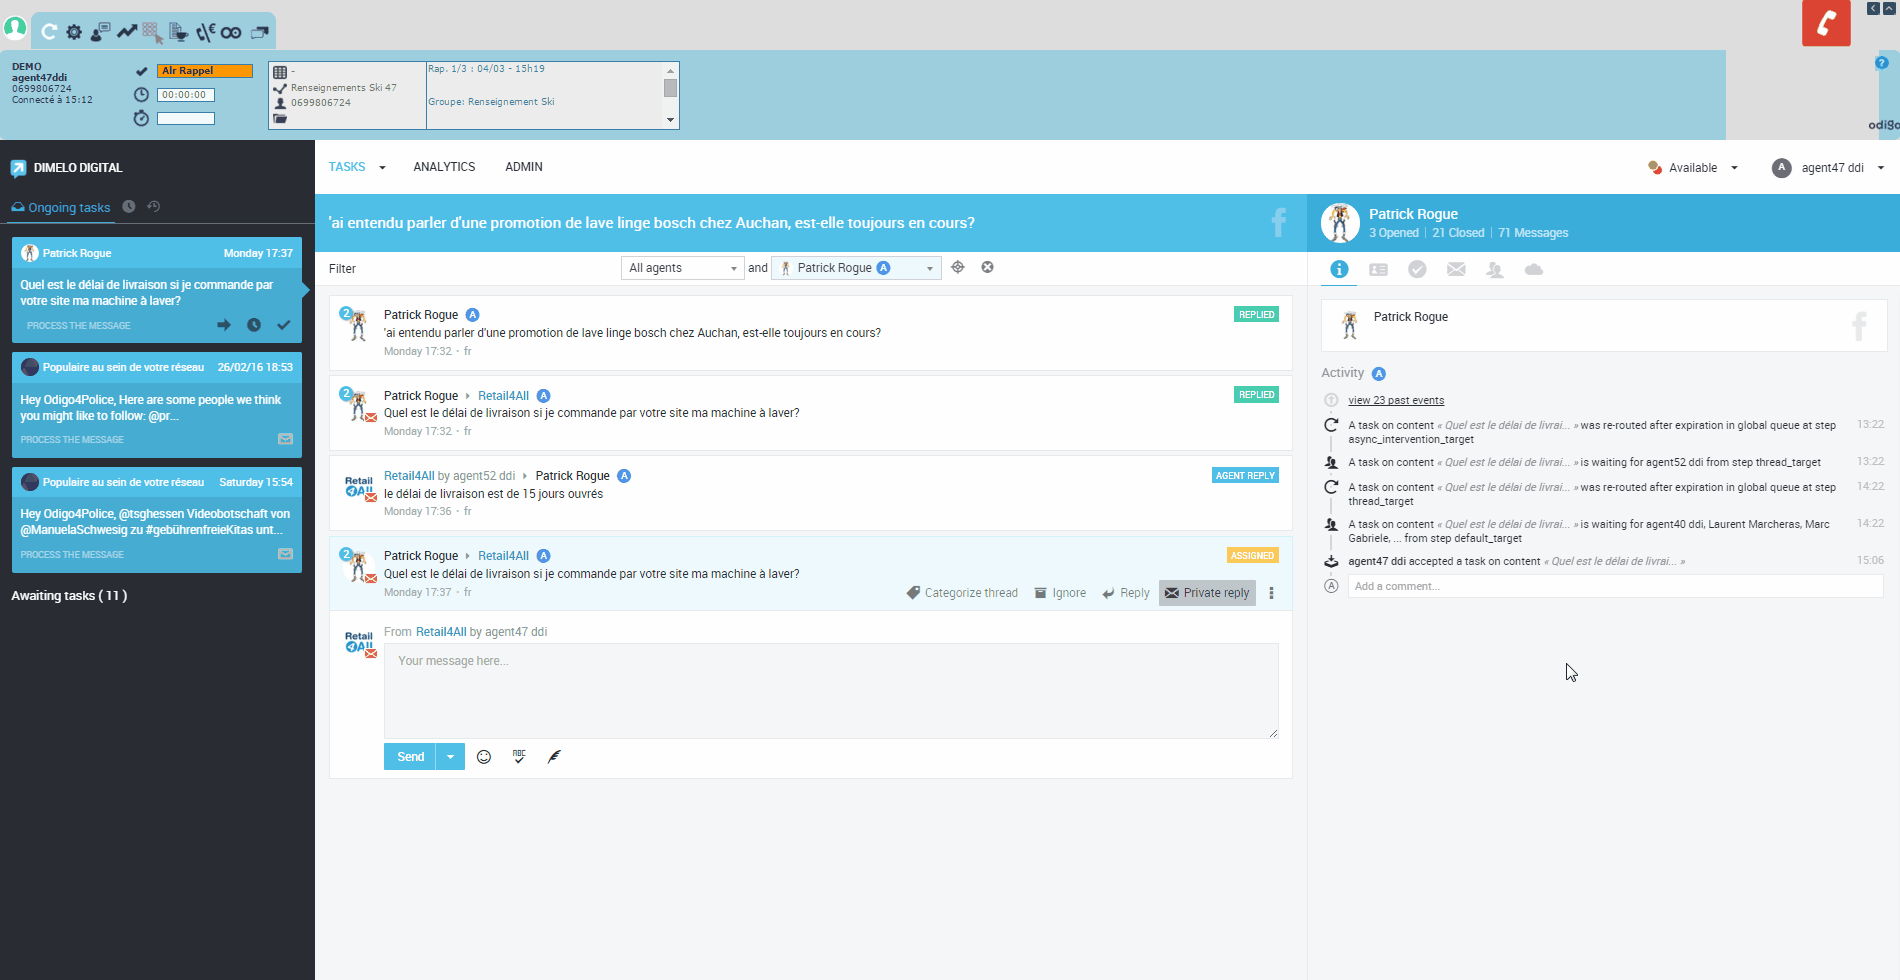 DEMO
agent47ddi
0699806724
Connecté à 15:12
Alr Rappel
00:00:00
-
Renseignements Ski 47
0699806724
Rap. 1/3 : 04/03 - 15h19
Groupe: Renseignement Ski
?
odigo
DIMELO DIGITAL
Ongoing tasks
Patrick Rogue Monday 17:37
Quel est le délai de livraison si je commande par
votre site ma machine à laver?
PROCESS THE MESSAGE
Populaire au sein de votre réseau 26/02/16 18:53
Hey Odigo4Police, Here are some people we think
you might like to follow: @pr...
PROCESS THE MESSAGE
Populaire au sein de votre réseau Saturday 15:54
Hey Odigo4Police, @tsghessen Videobotschaft von
@ManuelaSchwesig zu #gebührenfreieKitas unt...
PROCESS THE MESSAGE
Awaiting tasks ( 11 )
TASKS ANALYTICS ADMIN
Available A agent47 ddi
'ai entendu parler d'une promotion de lave linge bosch chez Auchan, est-elle toujours en cours?
Filter All agents and Patrick Rogue A
2 Patrick Rogue A REPLIED
'ai entendu parler d'une promotion de lave linge bosch chez Auchan, est-elle toujours en cours?
Monday 17:32 · fr
2 Patrick Rogue Retail4All A REPLIED
Quel est le délai de livraison si je commande par votre site ma machine à laver?
Monday 17:32 · fr
Retail 4All
Retail4All by agent52 ddi Patrick Rogue A AGENT REPLY
le délai de livraison est de 15 jours ouvrés
Monday 17:36 · fr
2 Patrick Rogue Retail4All A ASSIGNED
Quel est le délai de livraison si je commande par votre site ma machine à laver?
Monday 17:37 · fr
Categorize thread Ignore Reply Private reply
Retail 4All
From Retail4All by agent47 ddi
Your message here...
Send ABC
Patrick Rogue
3 Opened | 21 Closed | 71 Messages
Patrick Rogue
Activity A
view 23 past events
A task on content « Quel est le délai de livrai... » was re-routed after expiration in global queue at step 13:22
async_intervention_target
A task on content « Quel est le délai de livrai... » is waiting for agent52 ddi from step thread_target 13:22
A task on content « Quel est le délai de livrai... » was re-routed after expiration in global queue at step 14:22
thread_target
A task on content « Quel est le délai de livrai... » is waiting for agent40 ddi, Laurent Marcheras, Marc 14:22
Gabriele, ... from step default_target
agent47 ddi accepted a task on content « Quel est le délai de livrai... » 15:06
A Add a comment...